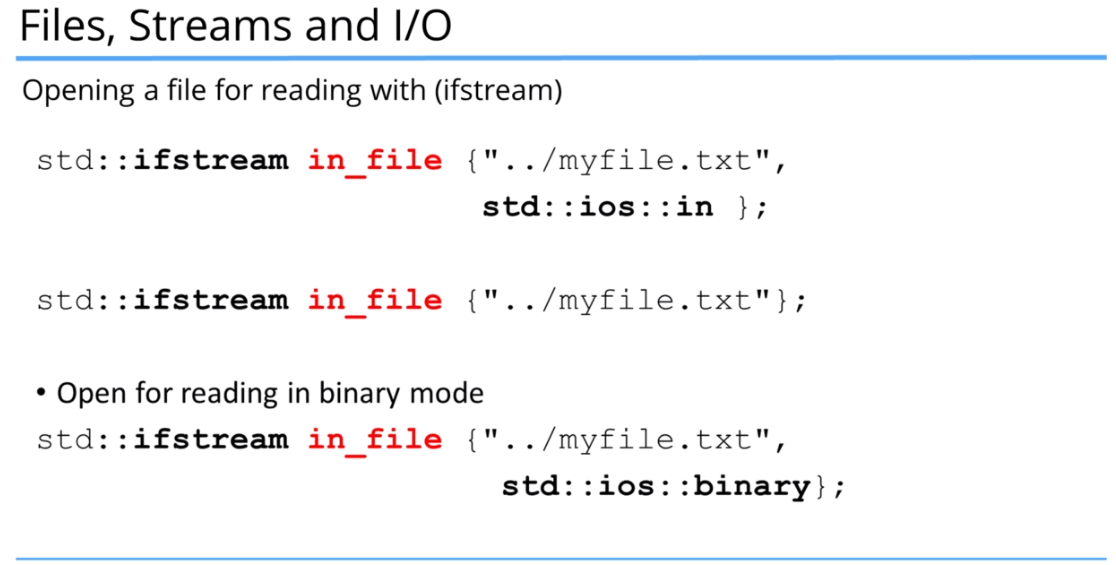 Files, Streams and I/O
Opening a file for reading with (ifstream)
std::ifstream in_file {"../myfile.txt",
std::ios::in };
std::ifstream in_file {"../myfile.txt"};
• Open for reading in binary mode
std::ifstream in_file {"../myfile.txt",
std::ios::binary};